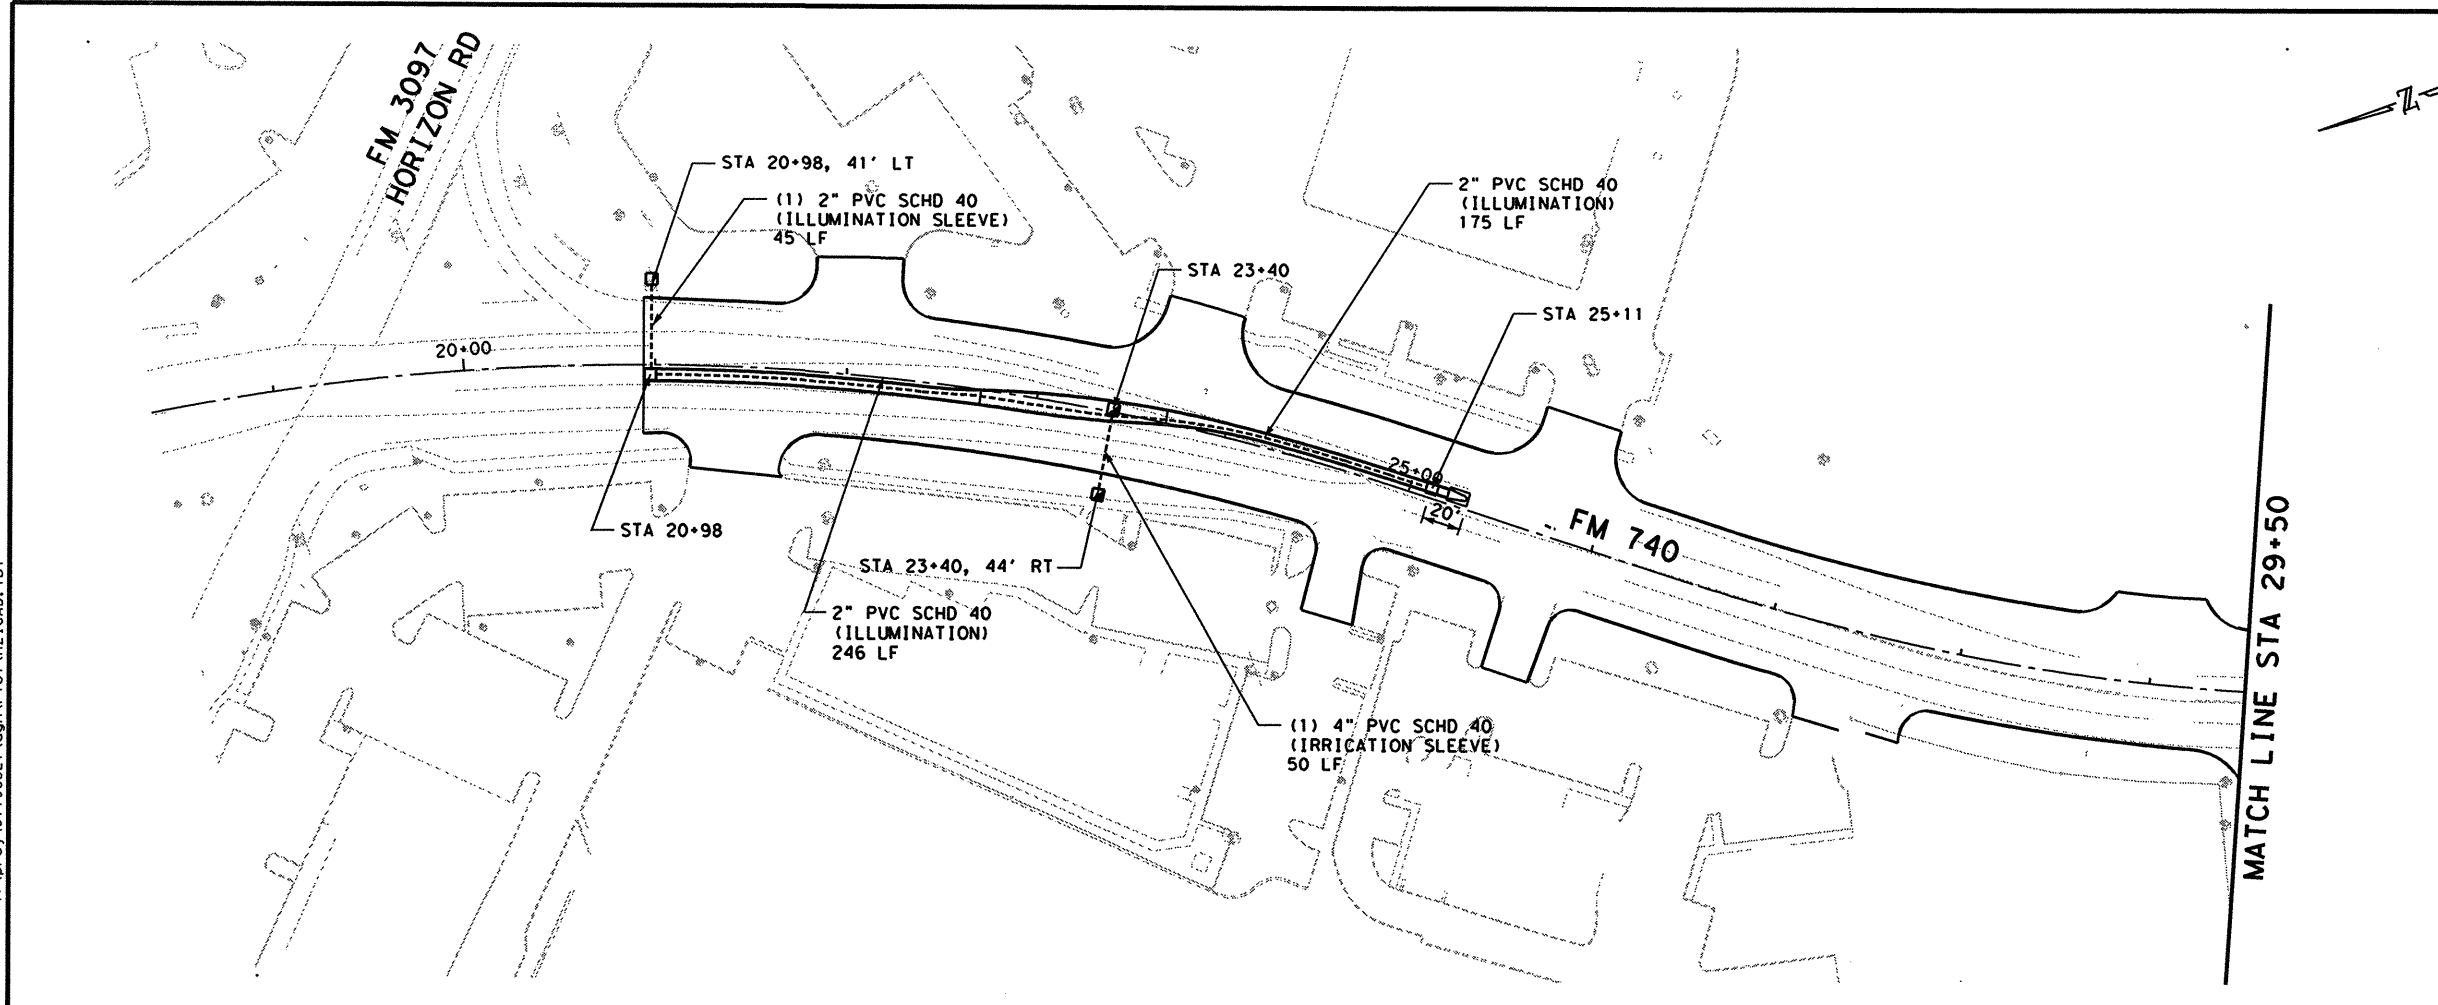 FM 3097
HORIZON RD
STA 20+98, 41' LT
(1) 2" PVC SCHD 40
(ILLUMINATION SLEEVE)
45 LF
2" PVC SCHD 40
(ILLUMINATION)
175 LF
STA 23+40
STA 25+11
20+00
25+00
20'
FM 740
STA 20+98
STA 23+40, 44' RT
2" PVC SCHD 40
(ILLUMINATION)
246 LF
(1) 4" PVC SCHD 40
(IRRICATION SLEEVE)
50 LF
MATCH LINE STA 29+50